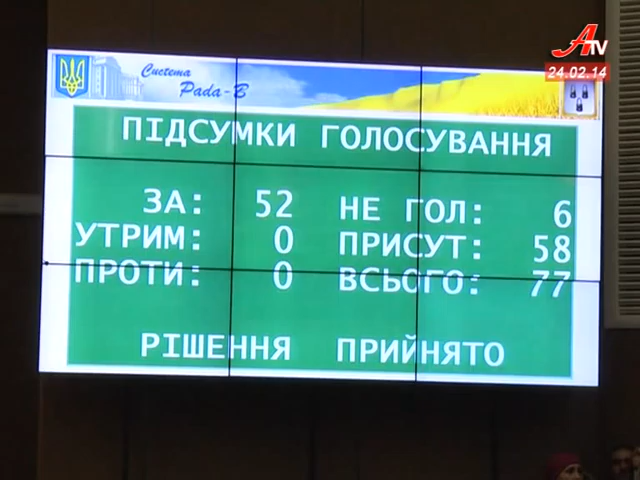 ATV
24.02.14
Система
Рада-В
ПІДСУМКИ ГОЛОСУВАННЯ
ЗА: 52 НЕ ГОЛ: 6
УТРИМ: 0 ПРИСУТ: 58
ПРОТИ: 0 ВСЬОГО: 77
РІШЕННЯ ПРИЙНЯТО